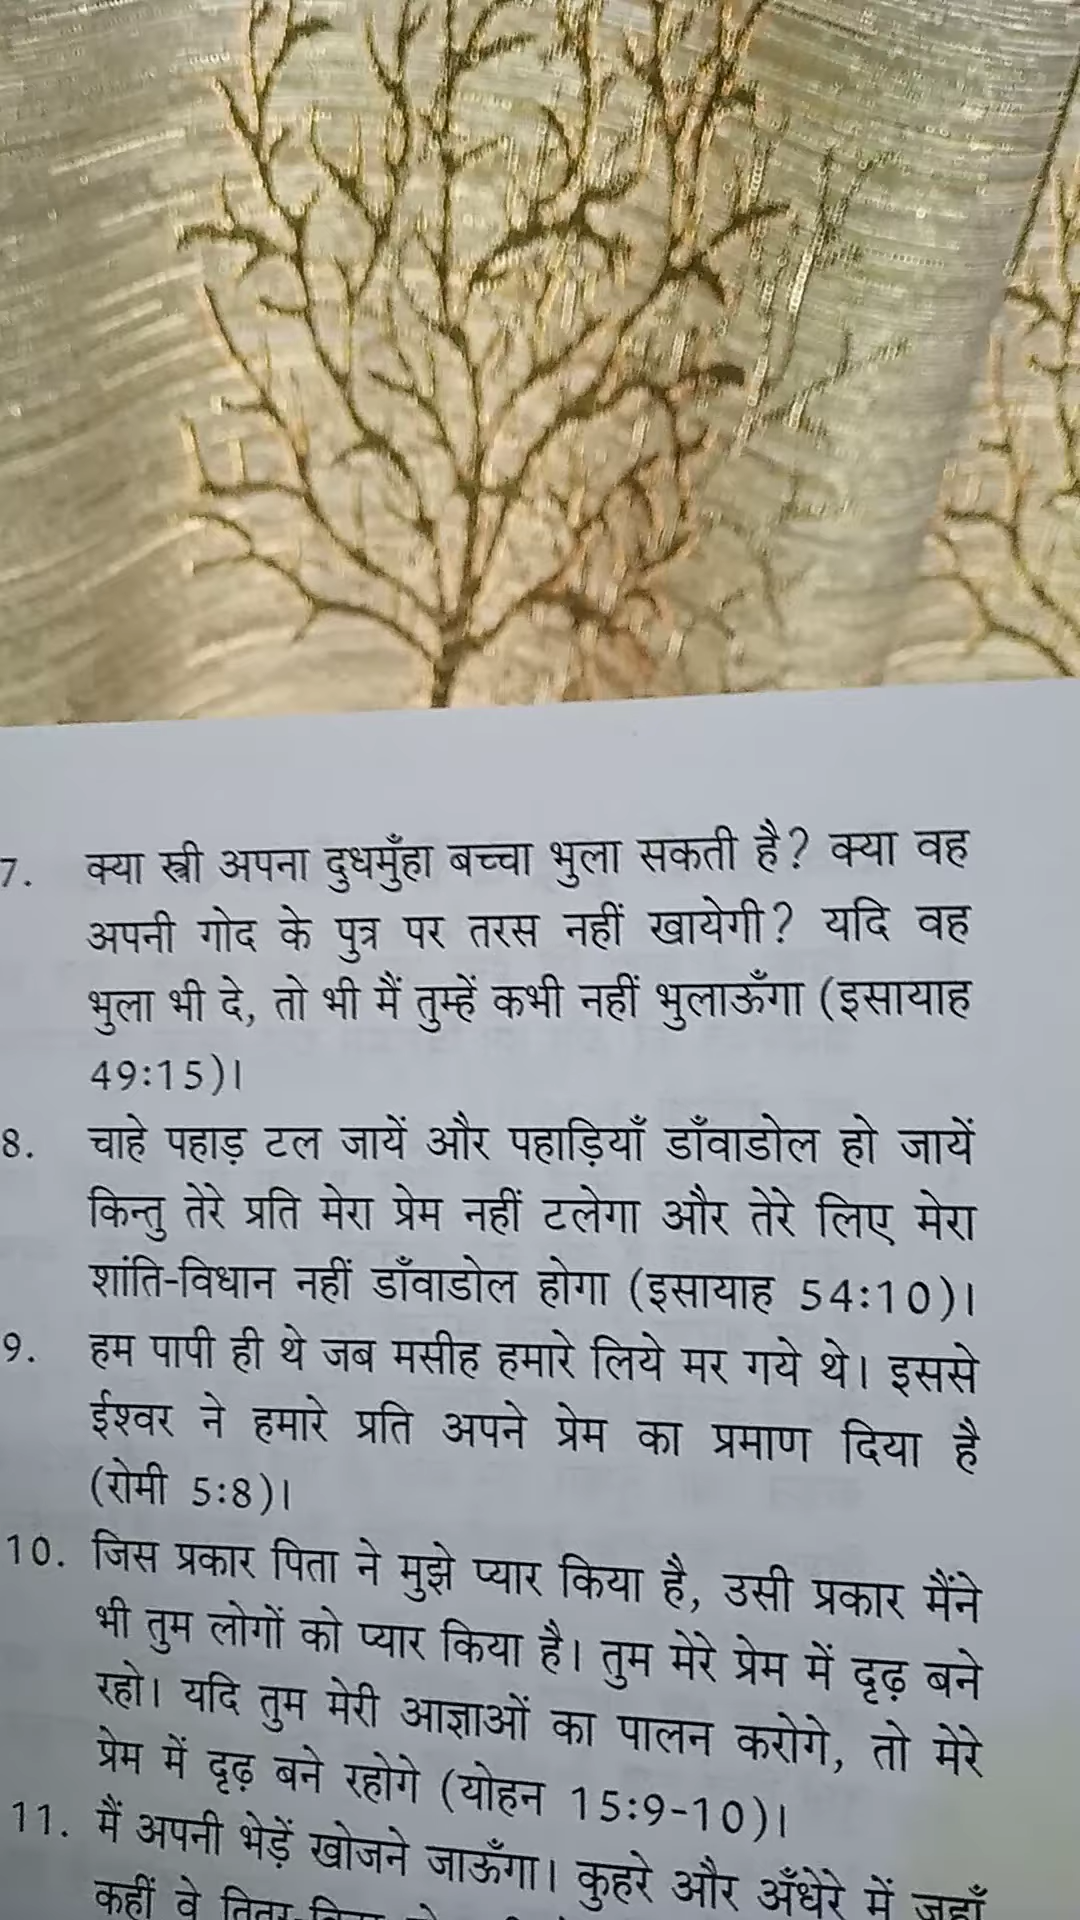 7. क्या स्त्री अपना दुधमुँहा बच्चा भुला सकती है? क्या वह
अपनी गोद के पुत्र पर तरस नहीं खायेगी? यदि वह
भुला भी दे, तो भी मैं तुम्हें कभी नहीं भुलाऊँगा (इसायाह
49:15)।
8. चाहे पहाड़ टल जायें और पहाड़ियाँ डाँवाडोल हो जायें
किन्तु तेरे प्रति मेरा प्रेम नहीं टलेगा और तेरे लिए मेरा
शांति-विधान नहीं डाँवाडोल होगा (इसायाह 54:10)।
9. हम पापी ही थे जब मसीह हमारे लिये मर गये थे। इससे
ईश्वर ने हमारे प्रति अपने प्रेम का प्रमाण दिया है
(रोमी 5:8)।
10. जिस प्रकार पिता ने मुझे प्यार किया है, उसी प्रकार मैंने
भी तुम लोगों को प्यार किया है। तुम मेरे प्रेम में दृढ़ बने
रहो। यदि तुम मेरी आज्ञाओं का पालन करोगे, तो मेरे
प्रेम में दृढ़ बने रहोगे (योहन 15:9-10)।
11. मैं अपनी भेड़ें खोजने जाऊँगा। कुहरे और अँधेरे में जहाँ
कहीं वे